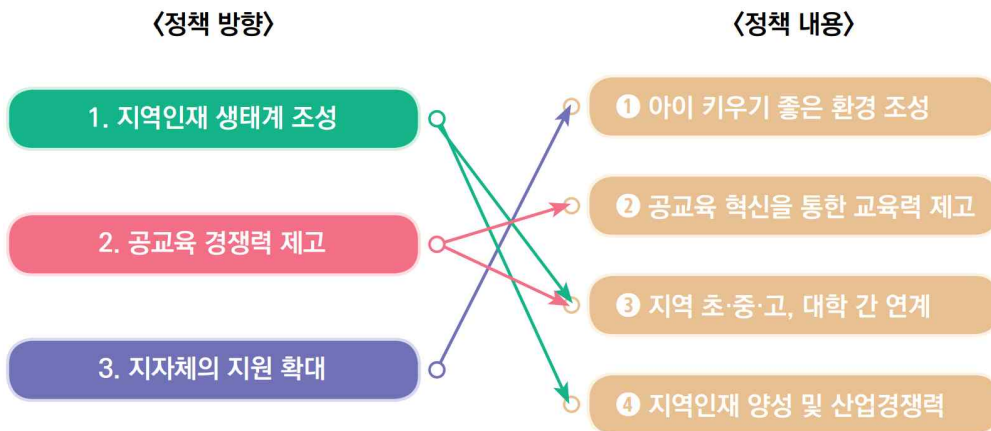 〈정책 방향〉
〈정책 내용〉
1. 지역인재 생태계 조성
2. 공교육 경쟁력 제고
3. 지자체의 지원 확대
❶ 아이 키우기 좋은 환경 조성
❷ 공교육 혁신을 통한 교육력 제고
❸ 지역 초·중·고, 대학 간 연계
❹ 지역인재 양성 및 산업경쟁력